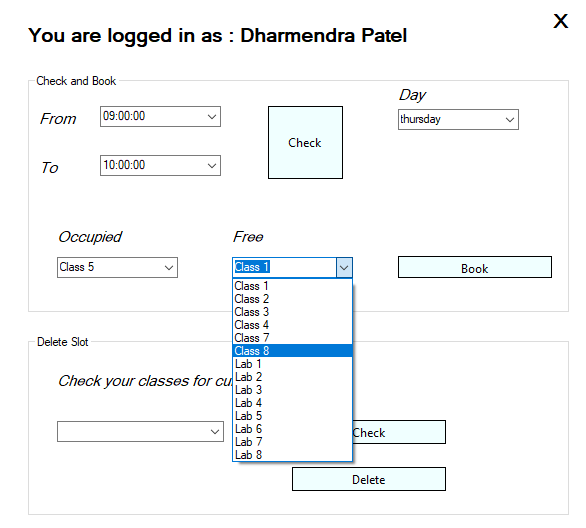 X
You are logged in as : Dharmendra Patel
Check and Book
Day
From 09:00:00
thursday
Check
To 10:00:00
Occupied
Free
Class 5
Class 1
Book
Class 1
Class 2
Class 3
Class 4
Class 7
Class 8
Lab 1
Lab 2
Lab 3
Lab 4
Lab 5
Lab 6
Lab 7
Lab 8
Delete Slot
Check your classes for
Check
Delete